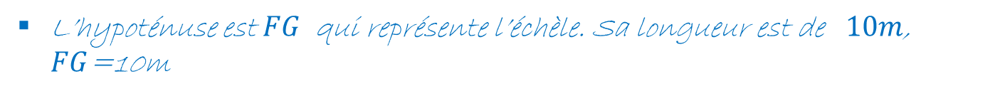 ▪ L'hypoténuse est FG qui représente l'échèle. Sa longueur est de 10m,
FG =10m